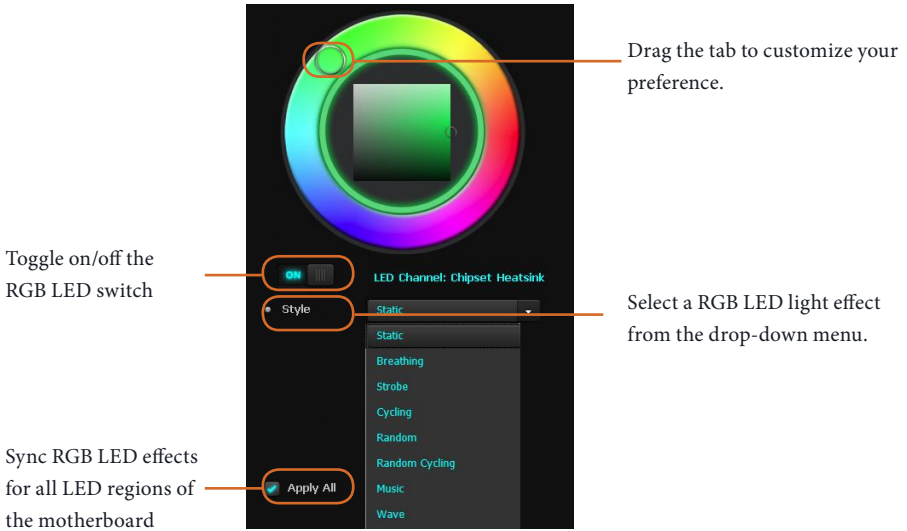 Drag the tab to customize your
preference.
Toggle on/off the
RGB LED switch
ON
LED Channel: Chipset Heatsink
Style
Static
Select a RGB LED light effect
from the drop-down menu.
Static
Breathing
Strobe
Cycling
Random
Random Cycling
Music
Wave
Sync RGB LED effects
for all LED regions of
the motherboard
Apply All